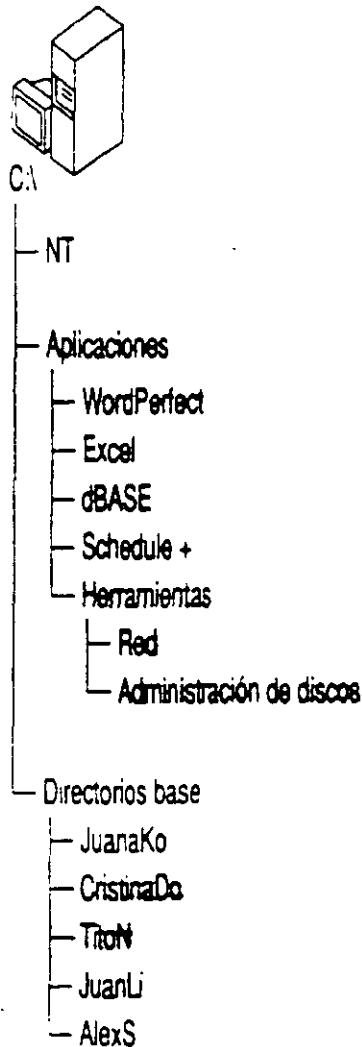 C:\
NT
Aplicaciones
WordPerfect
Excel
dBASE
Schedule +
Herramientas
Red
Administración de discos
Directorios base
JuanaKo
CristinaDo
TitoN
JuanLi
AlexS